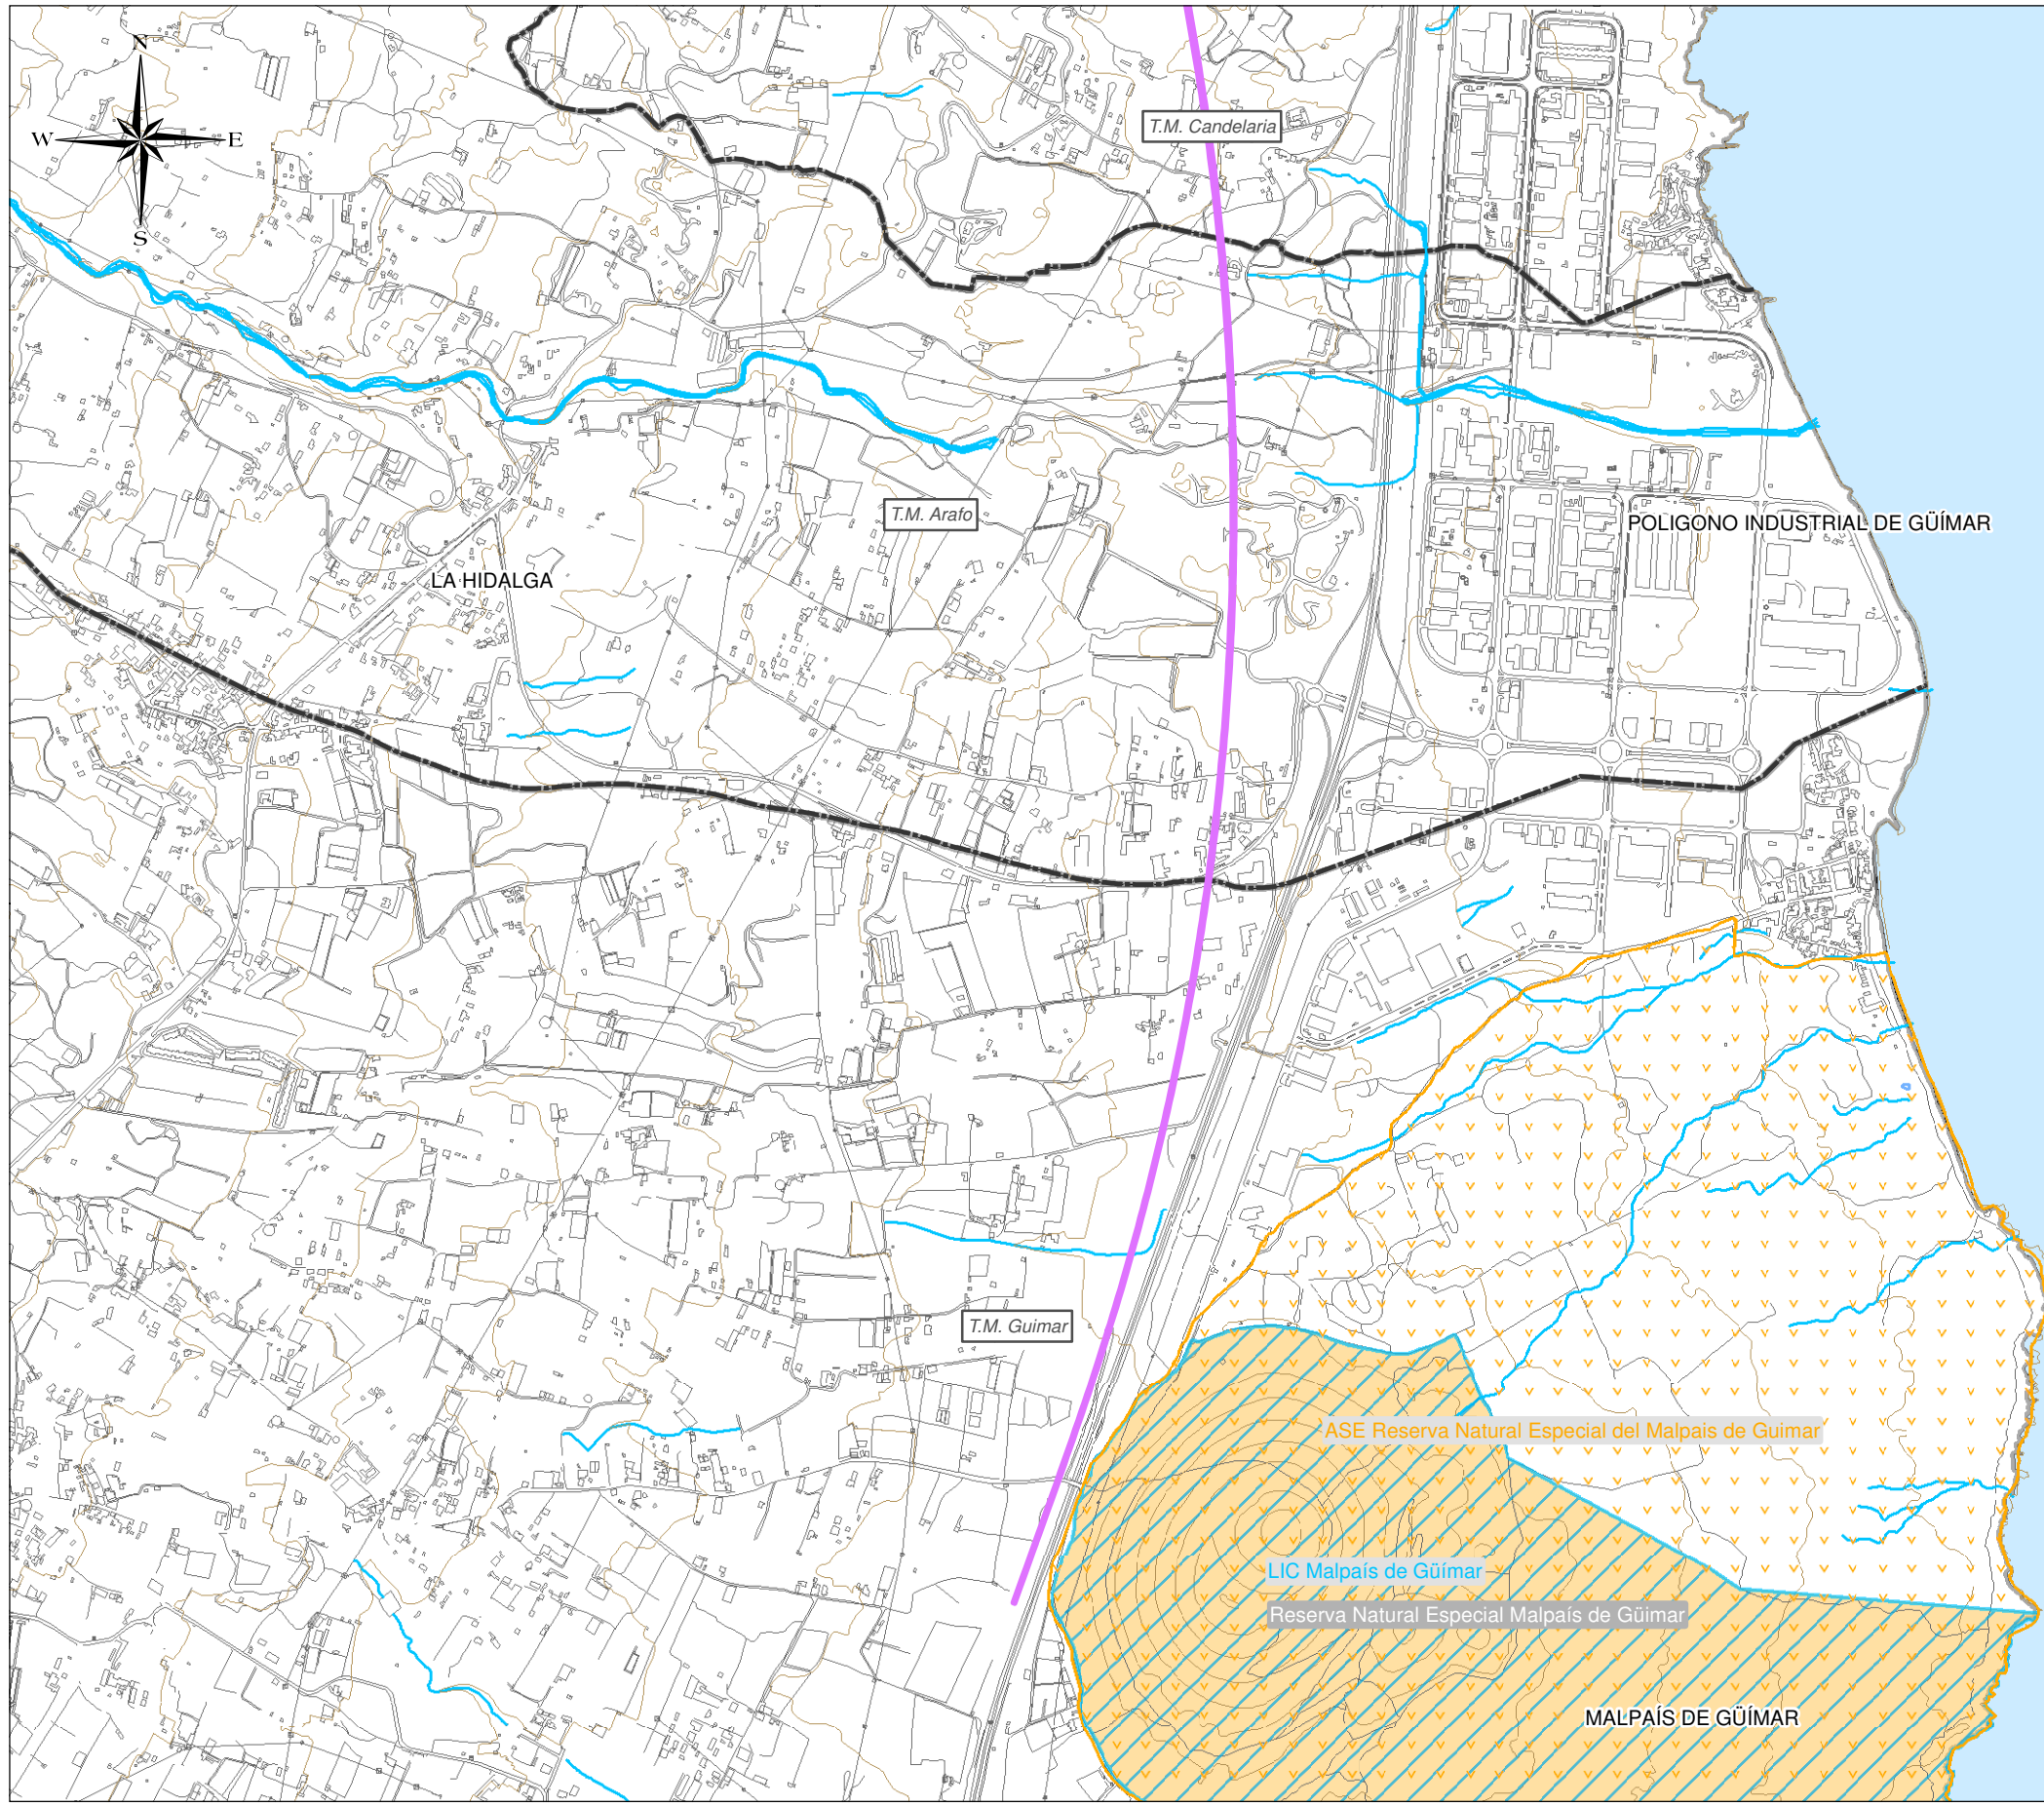 N
W E
S
T.M. Candelaria
T.M. Arafo
POLIGONO INDUSTRIAL DE GÜÍMAR
LA HIDALGA
T.M. Guimar
ASE Reserva Natural Especial del Malpais de Guimar
LIC Malpaís de Güímar
Reserva Natural Especial Malpaís de Güimar
MALPAÍS DE GÜÍMAR